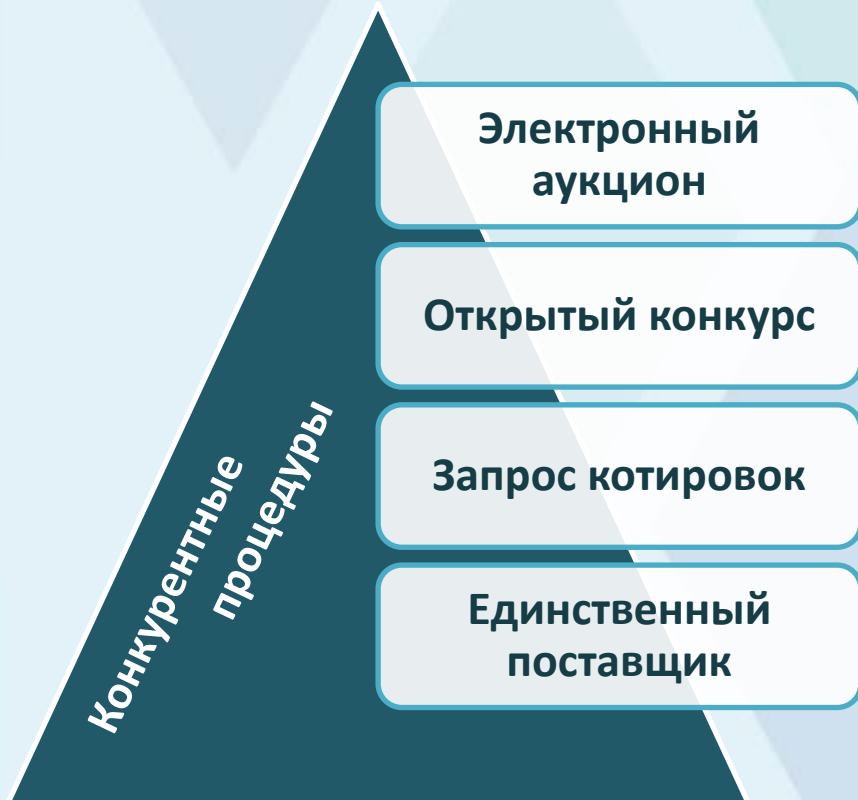 Электронный
аукцион
Открытый конкурс
Запрос котировок
Единственный
поставщик
Конкурентные
процедуры